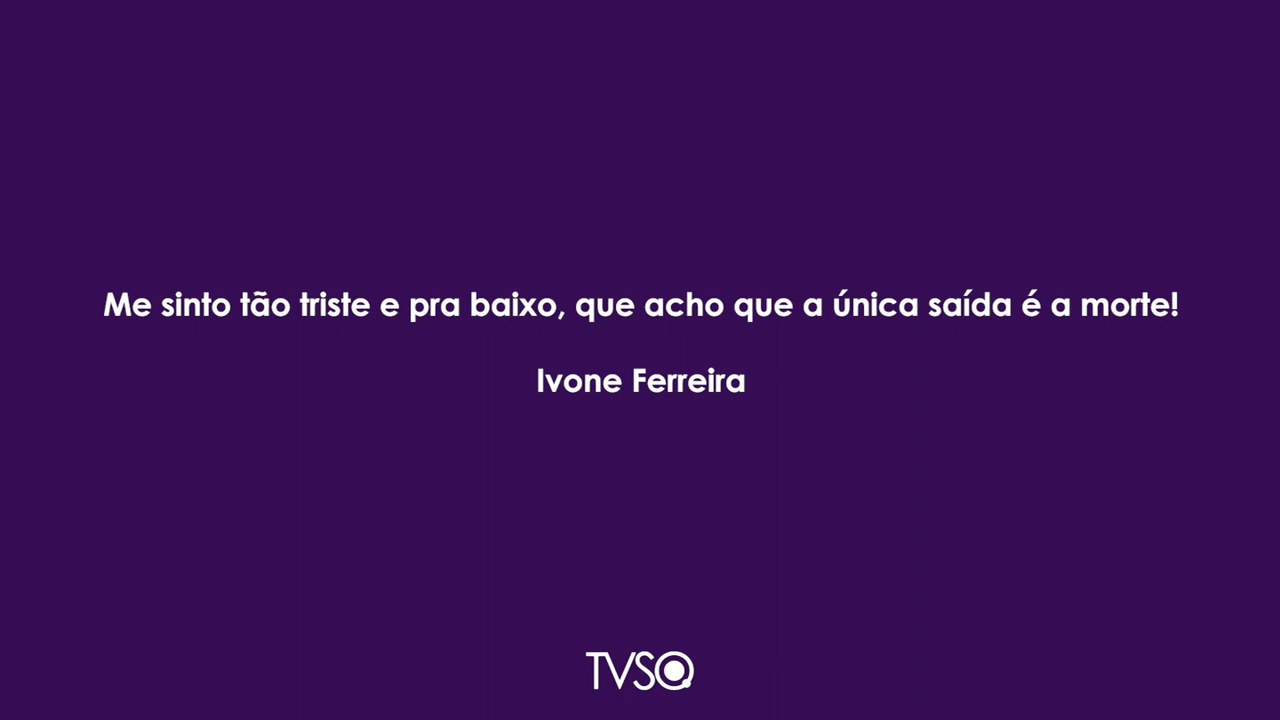 Me sinto tão triste e pra baixo, que acho que a única saída é a morte!
Ivone Ferreira
TVSQ